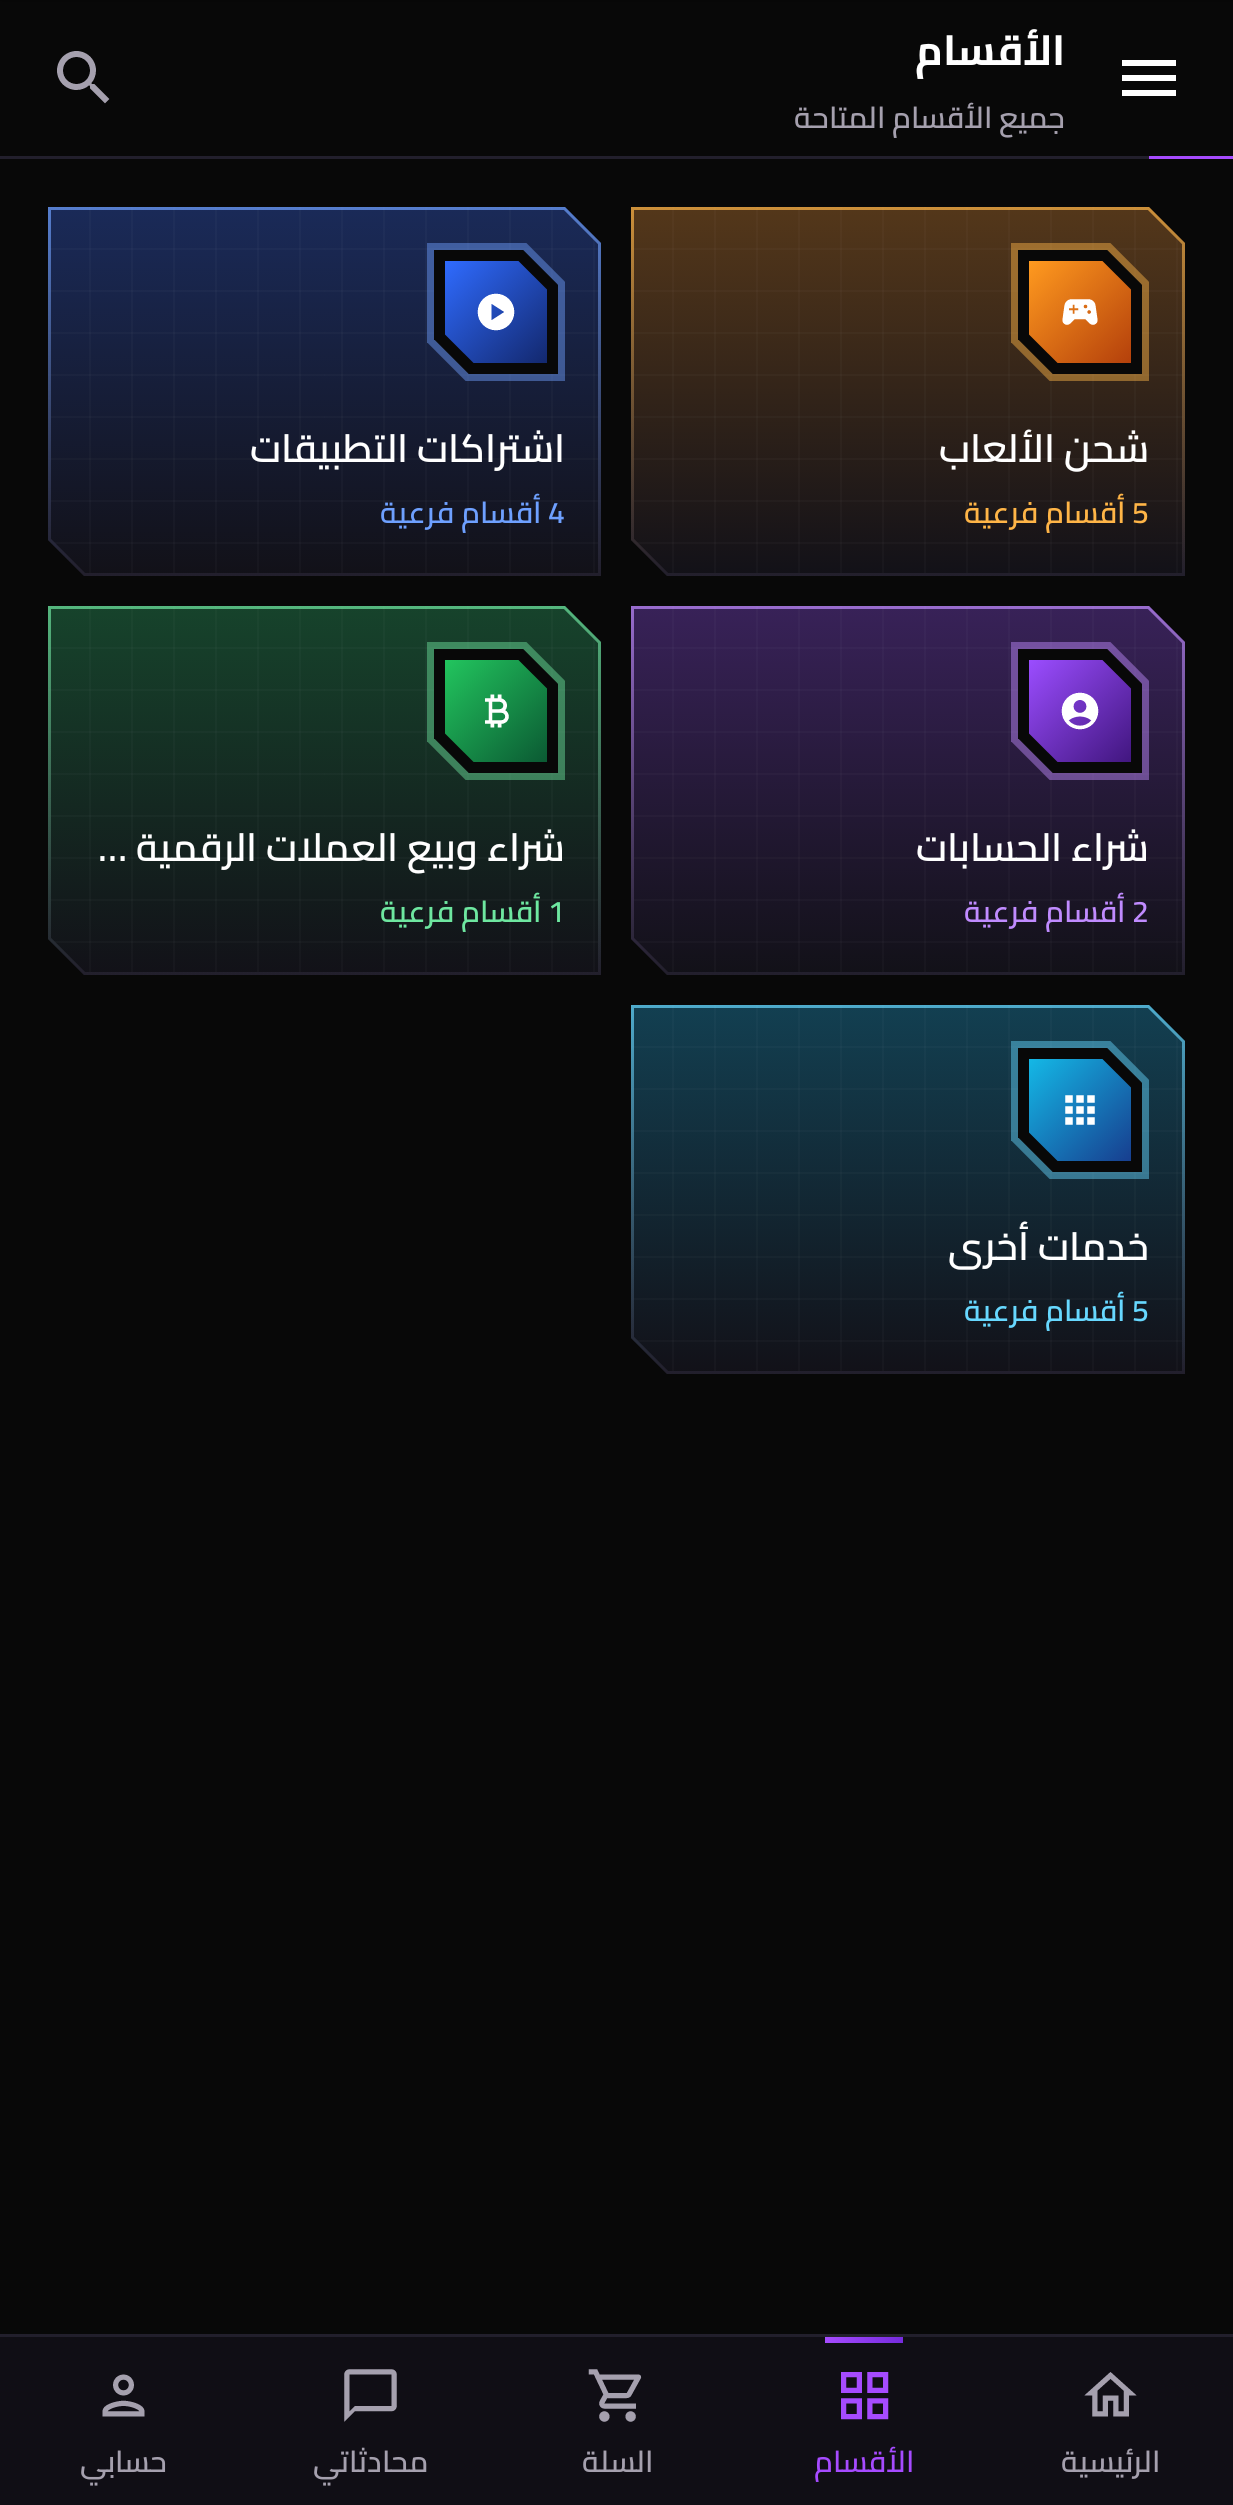 الأقسام
جميع الأقسام المتاحة
شحن الألعاب
5 أقسام فرعية
اشتراكات التطبيقات
4 أقسام فرعية
شراء الحسابات
2 أقسام فرعية
شراء وبيع العملات الرقمية ...
1 أقسام فرعية
خدمات أخرى
5 أقسام فرعية
الرئيسية
الأقسام
السلة
محادثاتي
حسابي